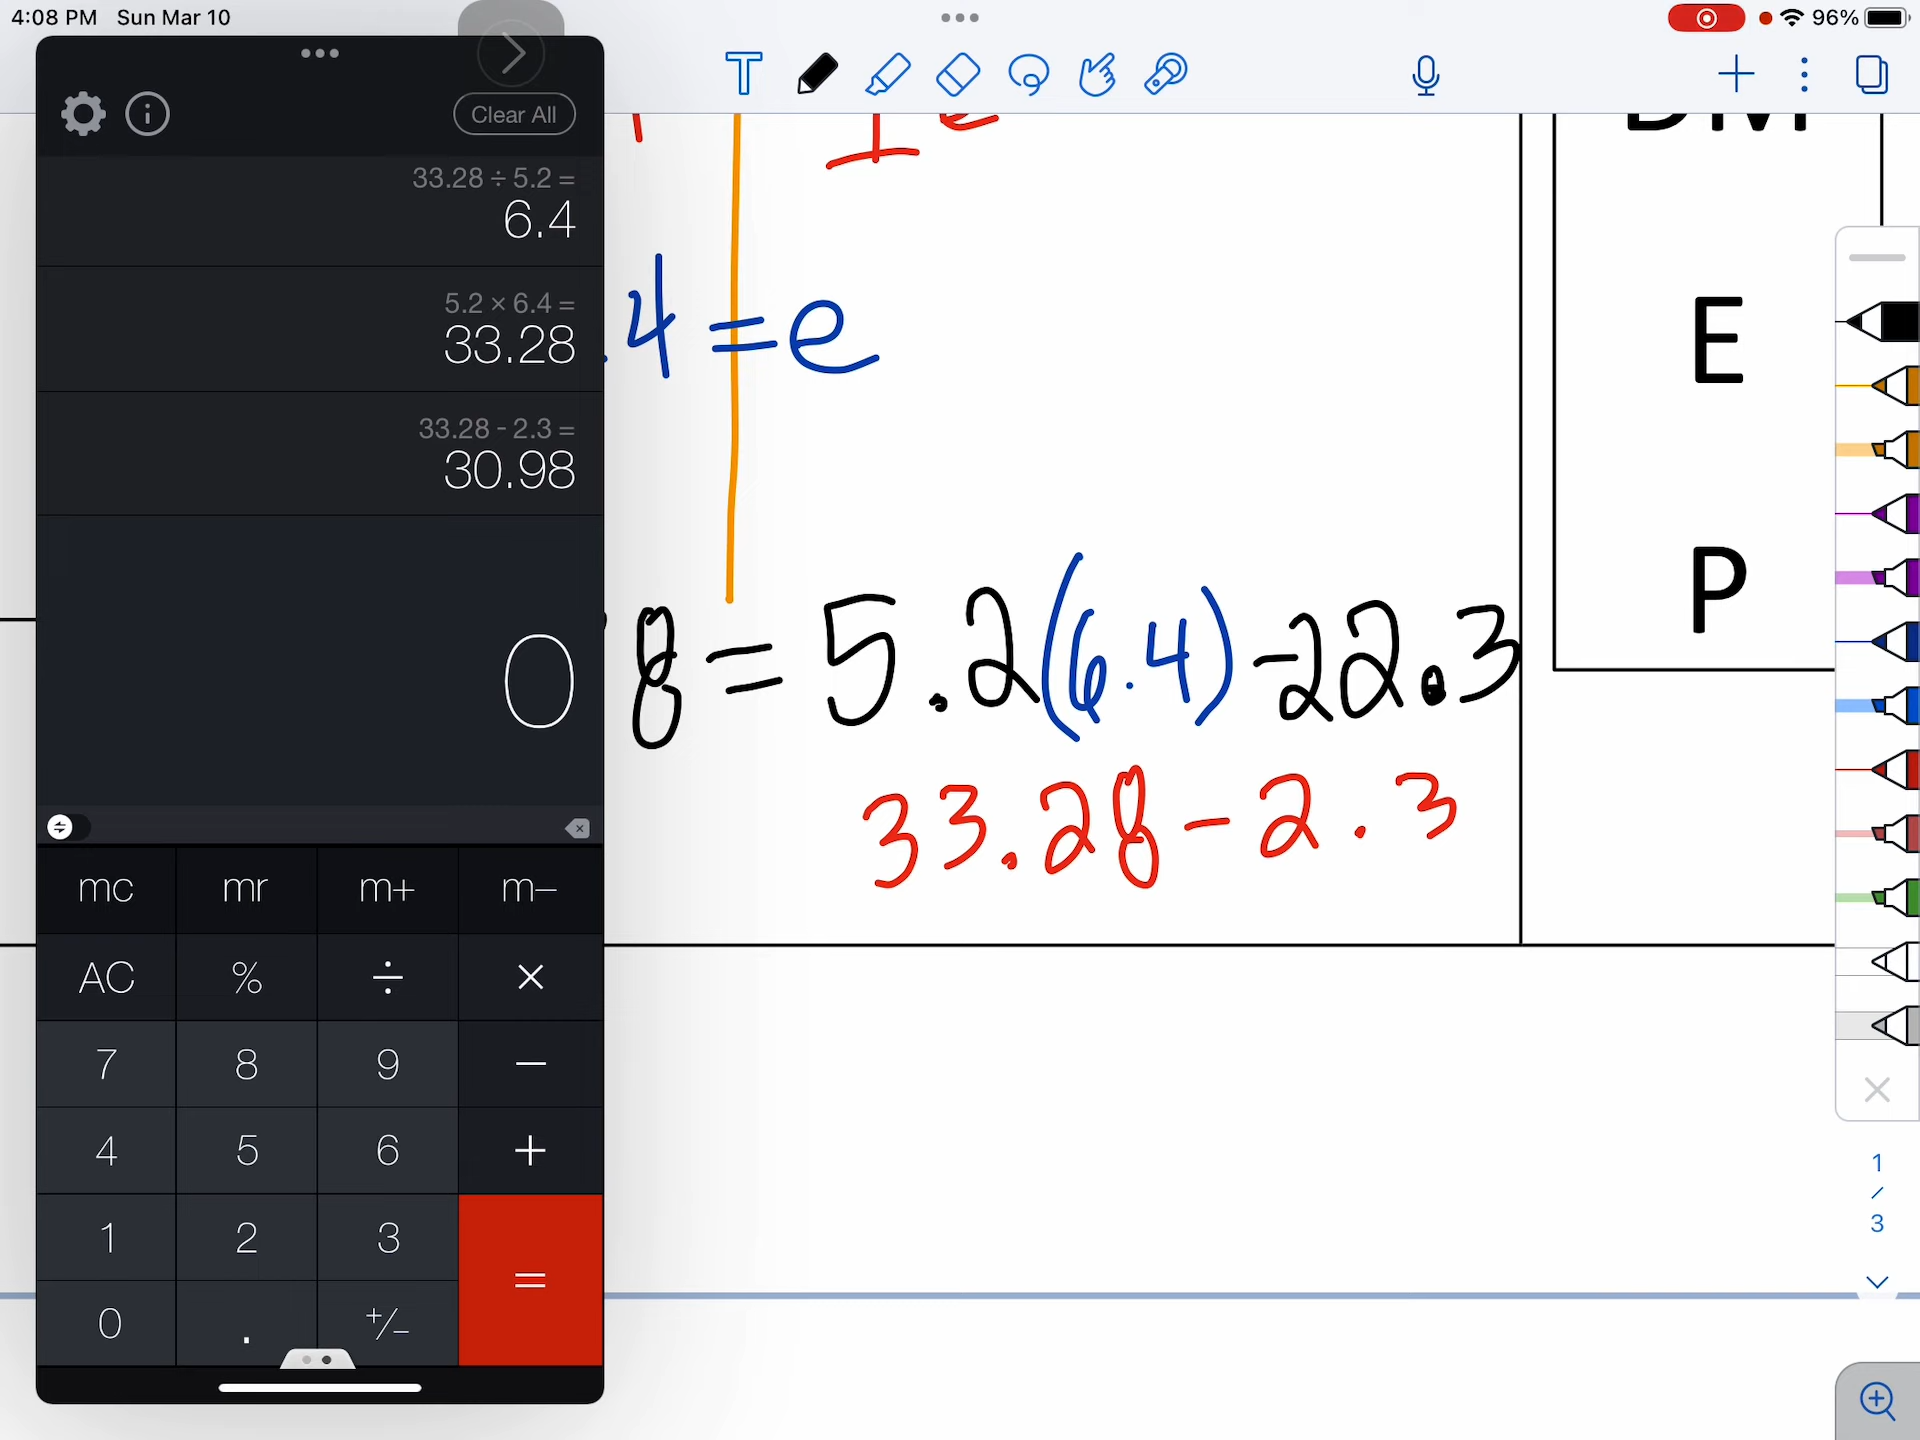 4:08 PM Sun Mar 10
96%
Clear All
33.28 ÷ 5.2 =
6.4
5.2 × 6.4 =
33.28
33.28 - 2.3 =
30.98
0
mc mr m+ m–
AC % ÷ ×
7 8 9 –
4 5 6 +
1 2 3 =
0 . +/–
T
.4 = e
8 = 5.2(6.4) -22.3
33.28 - 2.3
E
P
1
/
3